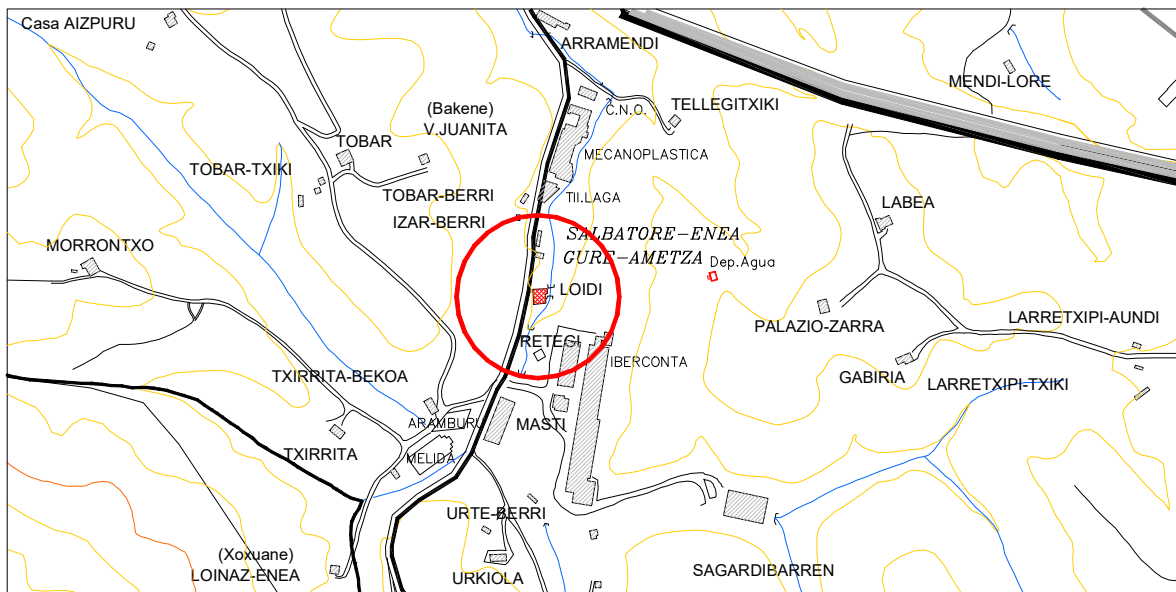 Casa AIZPURU
ARRAMENDI
MENDI-LORE
(Bakene)
V.JUANITA
C.N.O.
TELLEGITXIKI
TOBAR
MECANOPLASTICA
TOBAR-TXIKI
TOBAR-BERRI
TII.LAGA
IZAR-BERRI
LABEA
SALBATORE-ENEA
MORRONTXO
GURE-AMETZA
Dep.Agua
LOIDI
PALAZIO-ZARRA
LARRETXIPI-AUNDI
RETEGI
IBERCONTA
TXIRRITA-BEKOA
GABIRIA
LARRETXIPI-TXIKI
ARAMBURU
MASTI
TXIRRITA
MELIDA
URTE-BERRI
(Xoxuane)
LOINAZ-ENEA
URKIOLA
SAGARDIBARREN